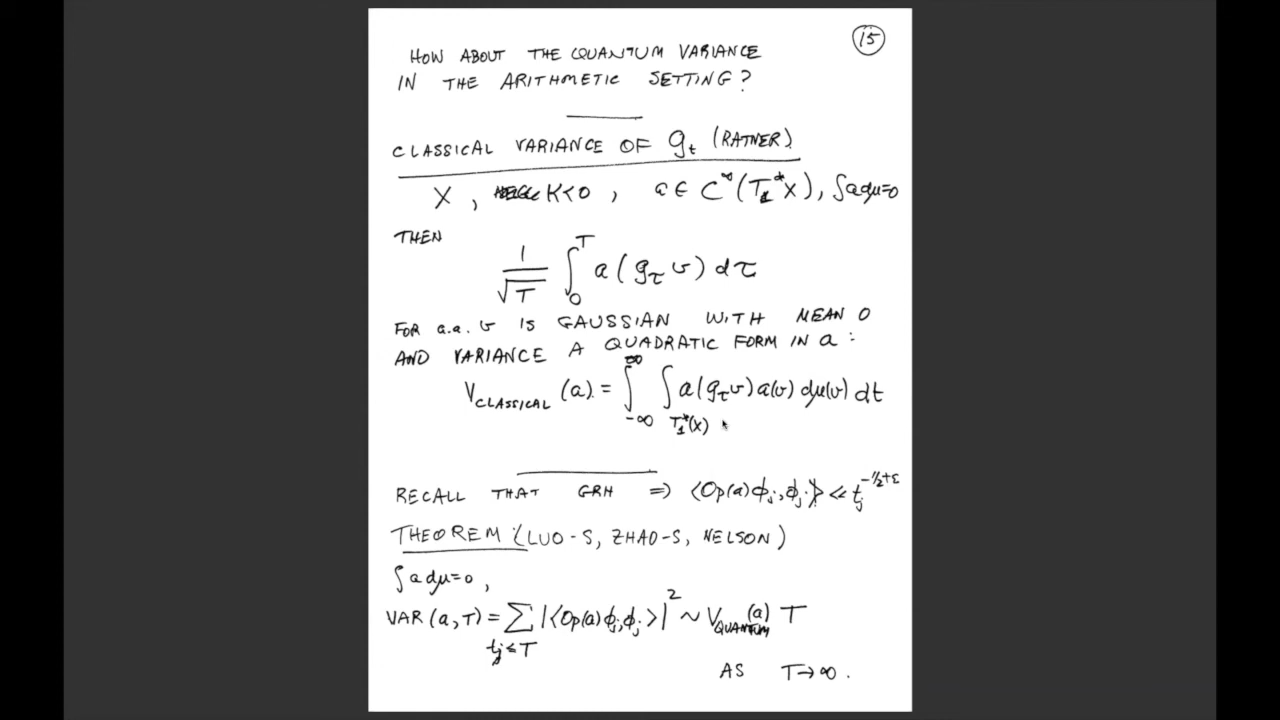 15
HOW ABOUT THE QUANTUM VARIANCE
IN THE ARITHMETIC SETTING?
CLASSICAL VARIANCE OF g_t (RATNER)
X, K<0, a ∈ C^∞(T_1^*X), ∫a dμ=0
THEN
1/√T ∫_0^T a(g_τ v) dτ
FOR a.a. v IS GAUSSIAN WITH MEAN 0
AND VARIANCE A QUADRATIC FORM IN a:
V_CLASSICAL (a) = ∫_{-∞}^{∞} ∫_{T_1^*(X)} a(g_τ v) a(v) dμ(v) dt
RECALL THAT GRH ⇒ ⟨Op(a)ϕ_j, ϕ_j⟩ ≪ t_j^{-1/2+ε}
THEOREM (LUO-S, ZHAO-S, NELSON)
∫a dμ=0,
VAR(a,T) = ∑_{t_j ≤ T} |⟨Op(a)ϕ_j, ϕ_j⟩|^2 ~ V_QUANTUM (a) T
AS T→∞.